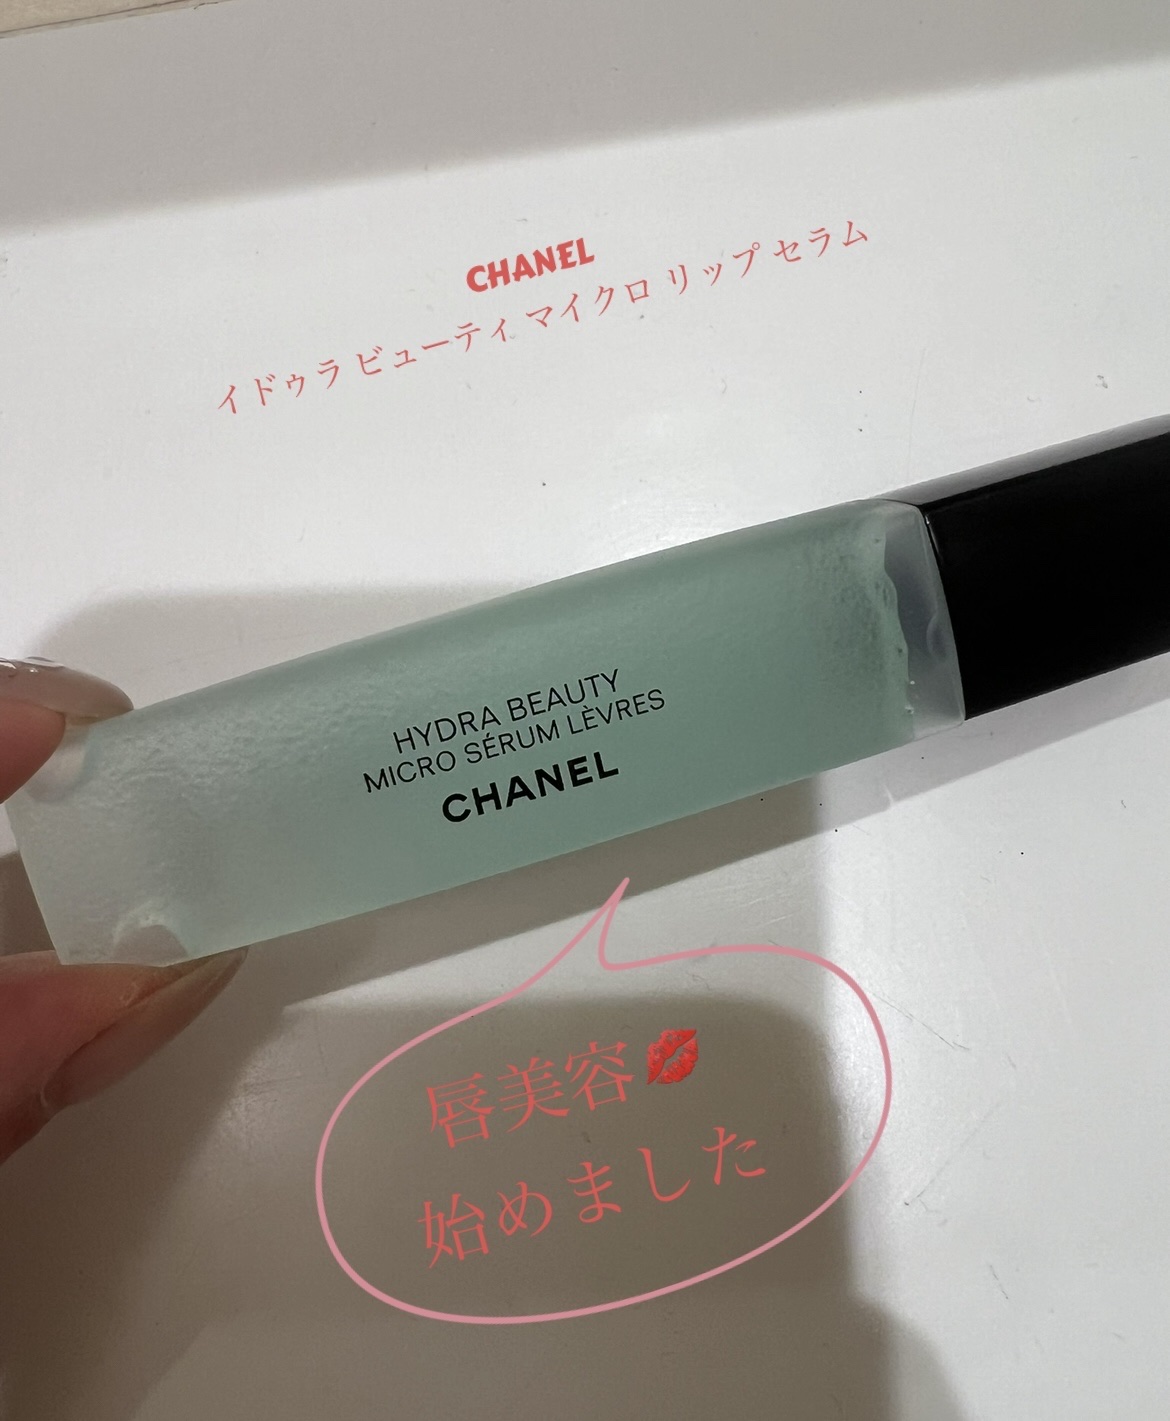 CHANEL
イドゥラ ビューティ マイクロ リップ セラム
HYDRA BEAUTY
MICRO SÉRUM LÈVRES
CHANEL
唇美容💋
始めました